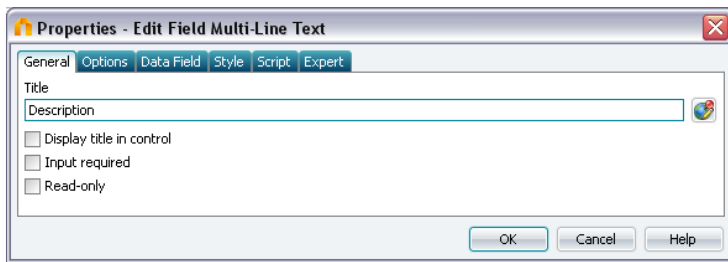 Properties - Edit Field Multi-Line Text
General Options Data Field Style Script Expert
Title
Description
Display title in control
Input required
Read-only
OK Cancel Help